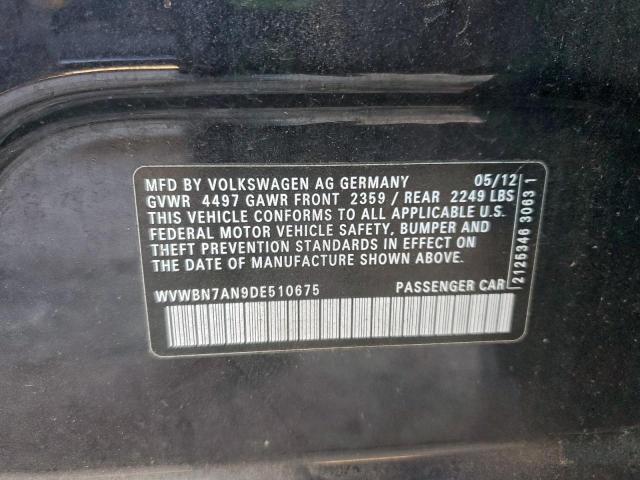 MFD BY VOLKSWAGEN AG GERMANY 05/12
GVWR 4497 GAWR FRONT 2359 / REAR 2249 LBS
THIS VEHICLE CONFORMS TO ALL APPLICABLE U.S.
FEDERAL MOTOR VEHICLE SAFETY, BUMPER AND
THEFT PREVENTION STANDARDS IN EFFECT ON
THE DATE OF MANUFACTURE SHOWN ABOVE.
WVWBN7AN9DE510675 PASSENGER CAR
2125346 3063 1